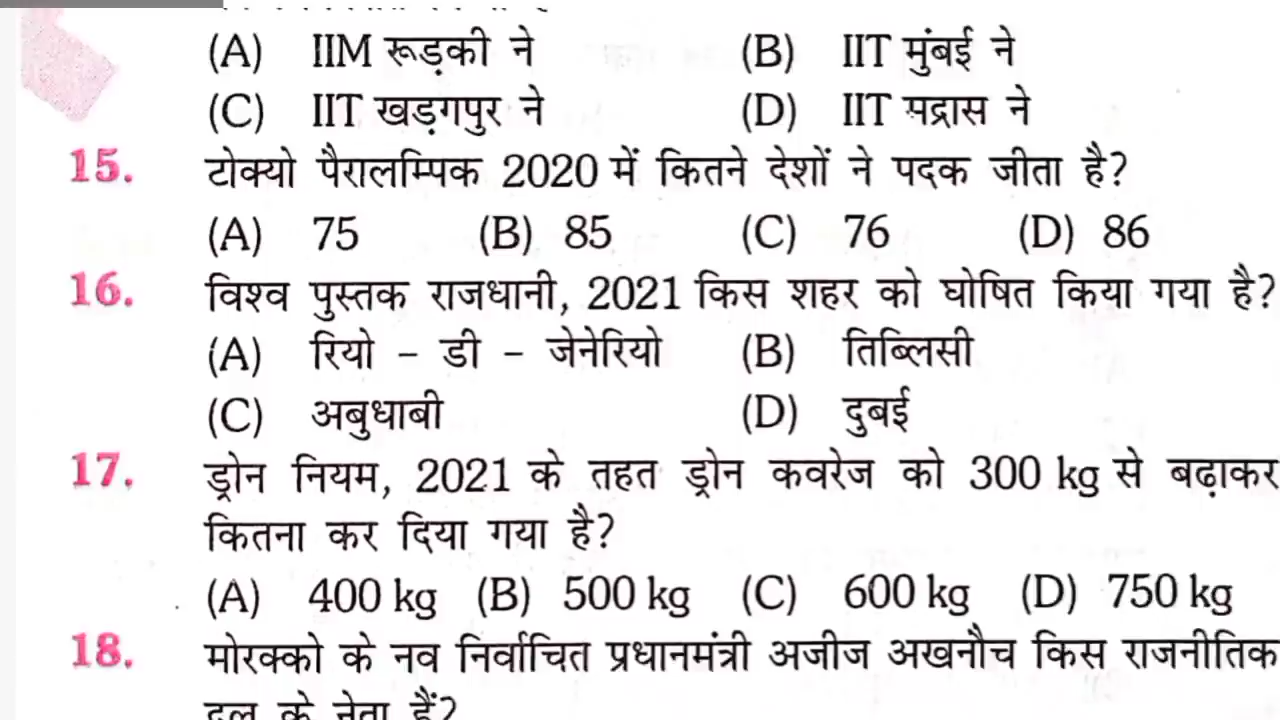 (A) IIM रूड़की ने (B) IIT मुंबई ने
(C) IIT खड़गपुर ने (D) IIT मद्रास ने
15. टोक्यो पैरालम्पिक 2020 में कितने देशों ने पदक जीता है?
(A) 75 (B) 85 (C) 76 (D) 86
16. विश्व पुस्तक राजधानी, 2021 किस शहर को घोषित किया गया है?
(A) रियो - डी - जेनेरियो (B) तिब्लिसी
(C) अबुधाबी (D) दुबई
17. ड्रोन नियम, 2021 के तहत ड्रोन कवरेज को 300 kg से बढ़ाकर
कितना कर दिया गया है?
(A) 400 kg (B) 500 kg (C) 600 kg (D) 750 kg
18. मोरक्को के नव निर्वाचित प्रधानमंत्री अजीज अखनौच किस राजनीतिक
दल के नेता हैं?